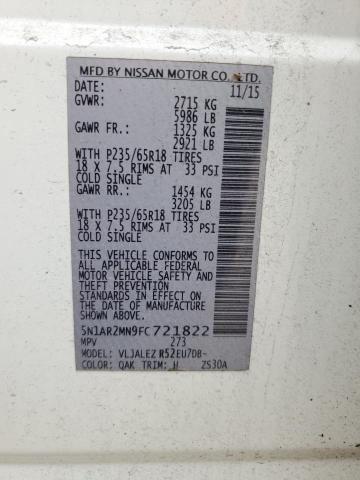 MFD BY NISSAN MOTOR CO., LTD.
DATE: 11/15
GVWR: 2715 KG
5986 LB
GAWR FR.: 1325 KG
2921 LB
WITH P235/65R18 TIRES
18 X 7.5 RIMS AT 33 PSI
COLD SINGLE
GAWR RR.: 1454 KG
3205 LB
WITH P235/65R18 TIRES
18 X 7.5 RIMS AT 33 PSI
COLD SINGLE
THIS VEHICLE CONFORMS TO ALL
APPLICABLE U.S. FEDERAL
MOTOR VEHICLE SAFETY AND
THEFT PREVENTION
STANDARDS IN EFFECT ON THE
DATE OF MANUFACTURE
SHOWN ABOVE.
5N1AR2MN9FC721822
MPV 273
MODEL: VLJALEZ R52EU7DB-
COLOR: QAK TRIM: H ZS30A